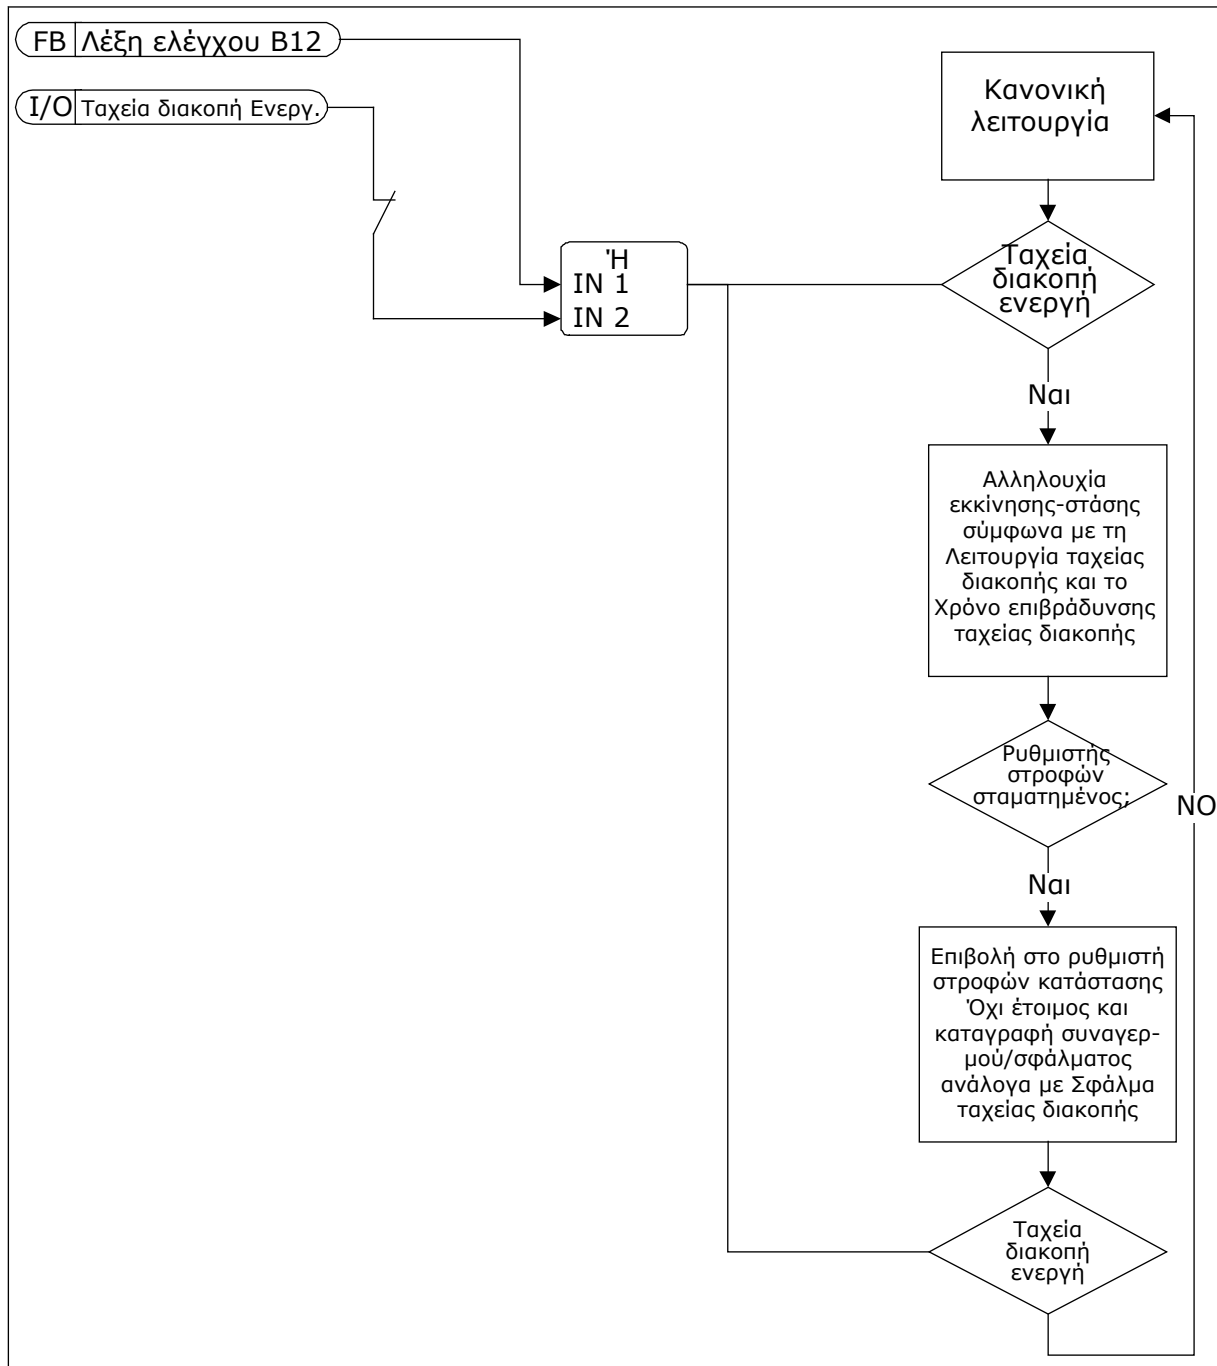 FB Λέξη ελέγχου B12
I/O Ταχεία διακοπή Ενεργ.
Κανονική
λειτουργία
Ή
IN 1
IN 2
Ταχεία
διακοπή
ενεργή
Ναι
Αλληλουχία
εκκίνησης-στάσης
σύμφωνα με τη
Λειτουργία ταχείας
διακοπής και το
Χρόνο επιβράδυνσης
ταχείας διακοπής
Ρυθμιστής
στροφών
σταματημένος;
NO
Ναι
Επιβολή στο ρυθμιστή
στροφών κατάστασης
Όχι έτοιμος και
καταγραφή συναγερ-
μού/σφάλματος
ανάλογα με Σφάλμα
ταχείας διακοπής
Ταχεία
διακοπή
ενεργή